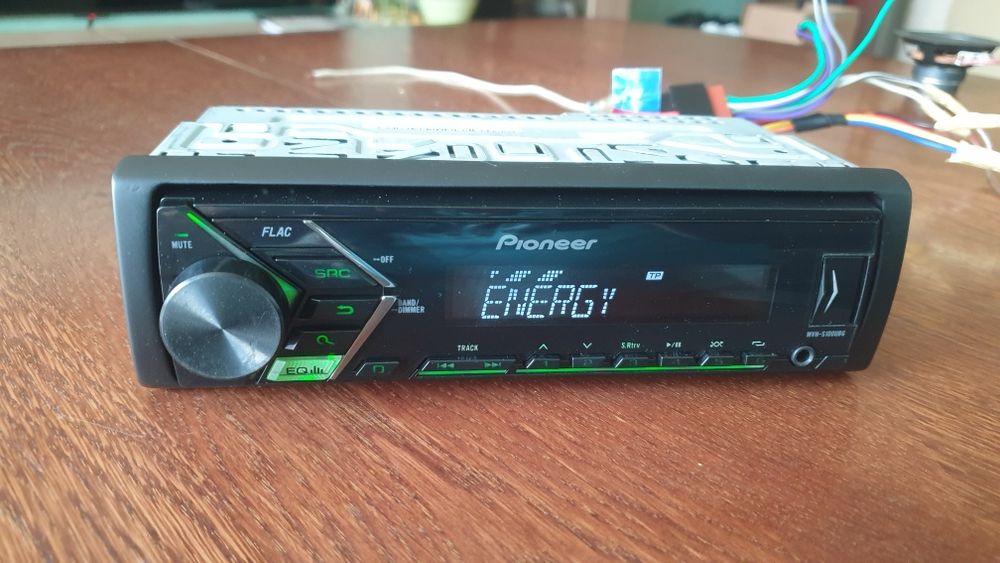 Pioneer
MUTE
FLAC
SRC
--OFF
TP
ENERGY
BAND/
DIMMER
EQ
MVH-S100UBG
TRACK
S.Rtrv